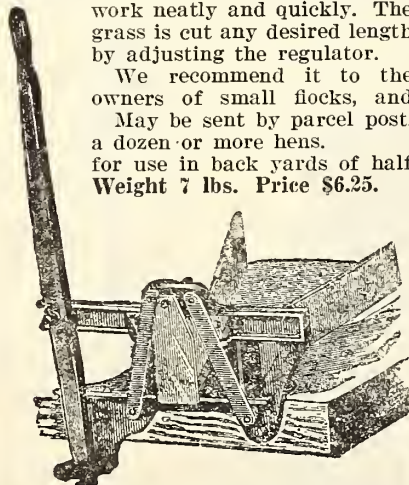 work neatly and quickly. The
grass is cut any desired length
by adjusting the regulator.
We recommend it to the
owners of small flocks, and
May be sent by parcel post.
a dozen or more hens.
for use in back yards of half
Weight 7 lbs. Price $6.25.